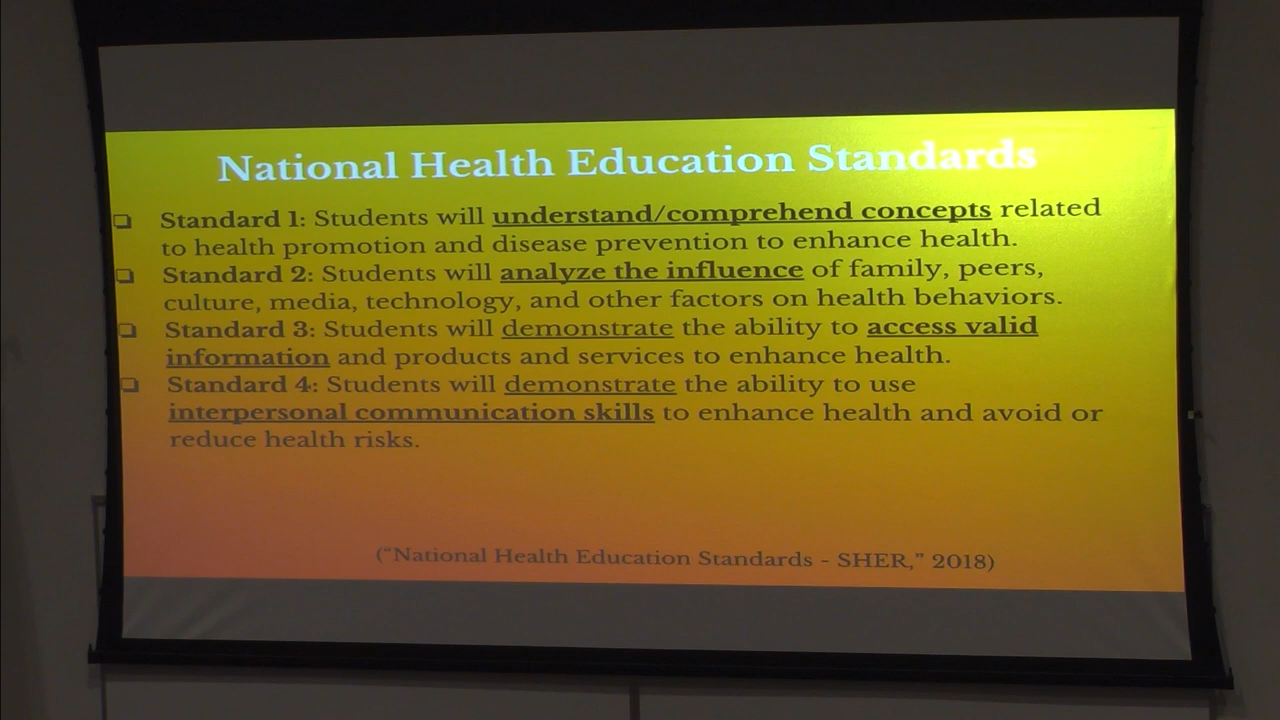 National Health Education Standards
❏ Standard 1: Students will understand/comprehend concepts related
to health promotion and disease prevention to enhance health.
❏ Standard 2: Students will analyze the influence of family, peers,
culture, media, technology, and other factors on health behaviors.
❏ Standard 3: Students will demonstrate the ability to access valid
information and products and services to enhance health.
❏ Standard 4: Students will demonstrate the ability to use
interpersonal communication skills to enhance health and avoid or
reduce health risks.
(“National Health Education Standards - SHER,” 2018)